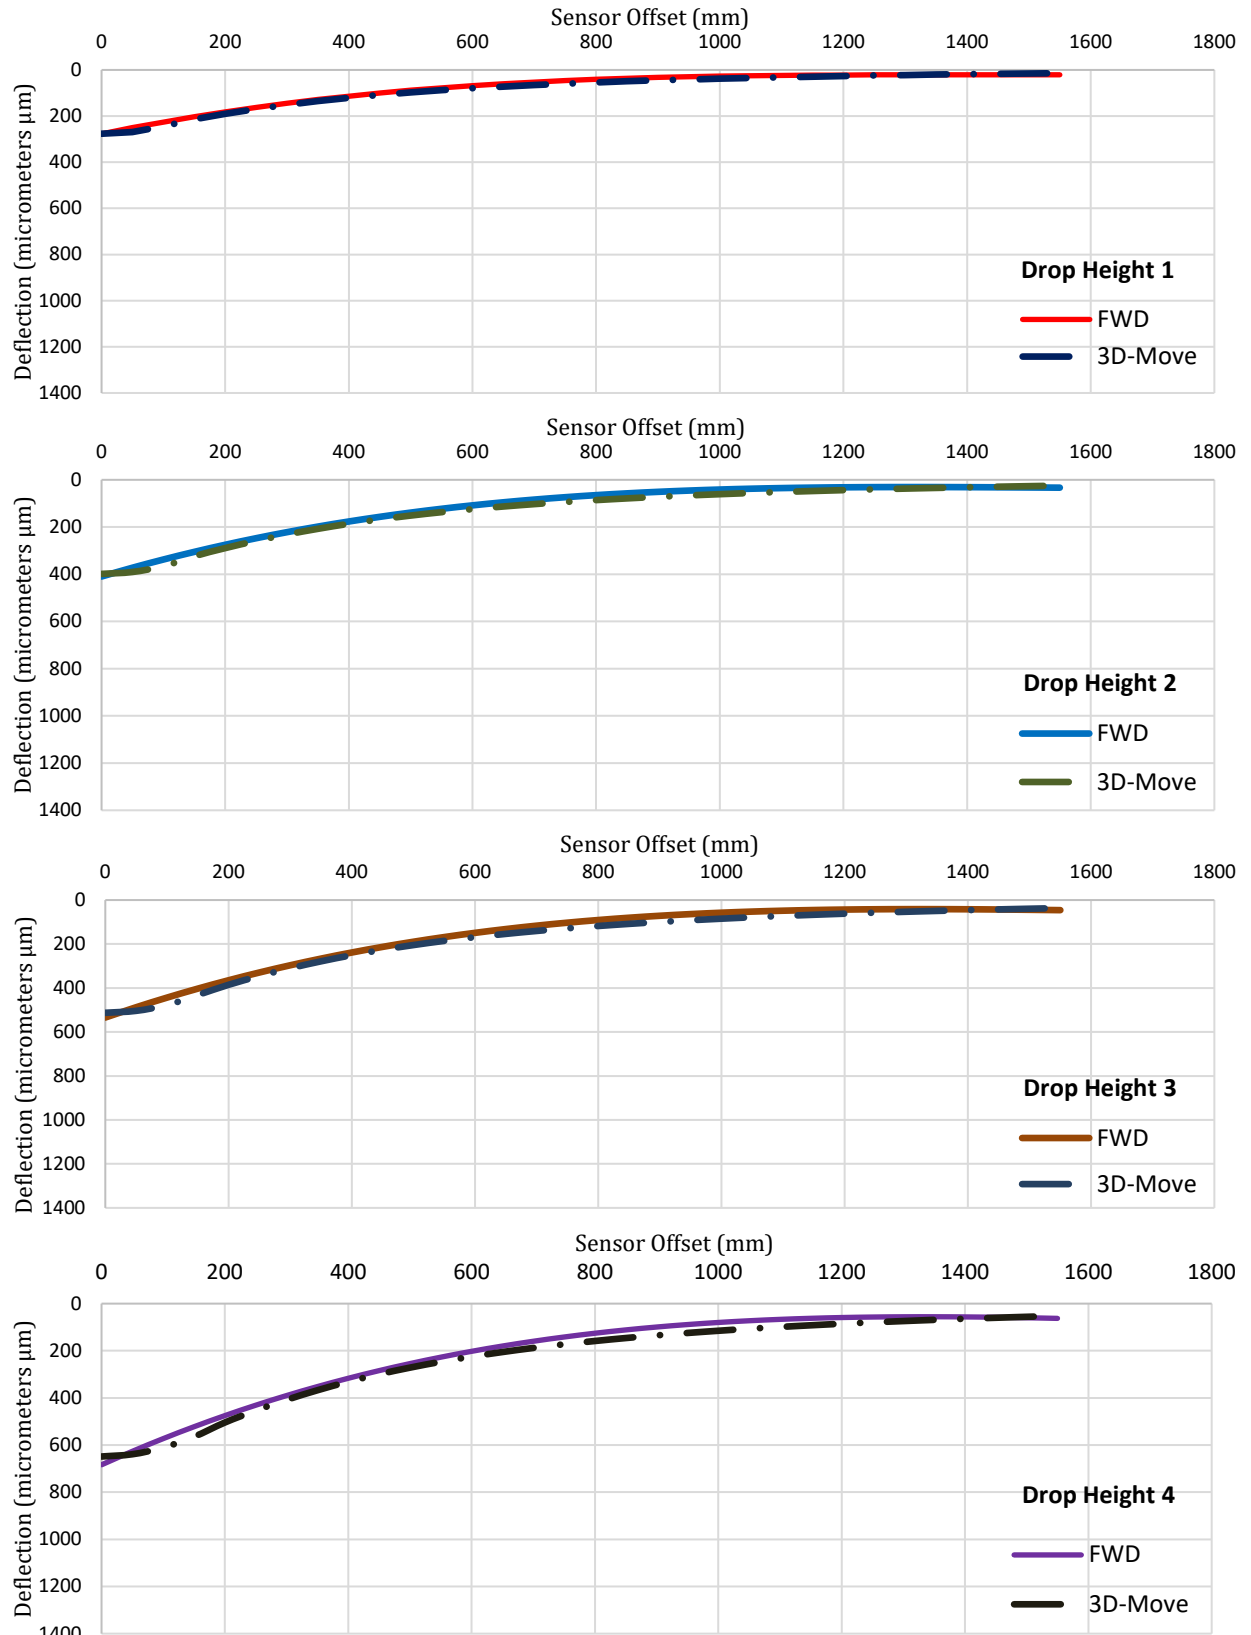 Sensor Offset (mm)
0 200 400 600 800 1000 1200 1400 1600 1800
Deflection (micrometers µm)
0
200
400
600
800
1000
1200
1400
Drop Height 1
FWD
3D-Move
Sensor Offset (mm)
0 200 400 600 800 1000 1200 1400 1600 1800
Deflection (micrometers µm)
0
200
400
600
800
1000
1200
1400
Drop Height 2
FWD
3D-Move
Sensor Offset (mm)
0 200 400 600 800 1000 1200 1400 1600 1800
Deflection (micrometers µm)
0
200
400
600
800
1000
1200
1400
Drop Height 3
FWD
3D-Move
Sensor Offset (mm)
0 200 400 600 800 1000 1200 1400 1600 1800
Deflection (micrometers µm)
0
200
400
600
800
1000
1200
1400
Drop Height 4
FWD
3D-Move